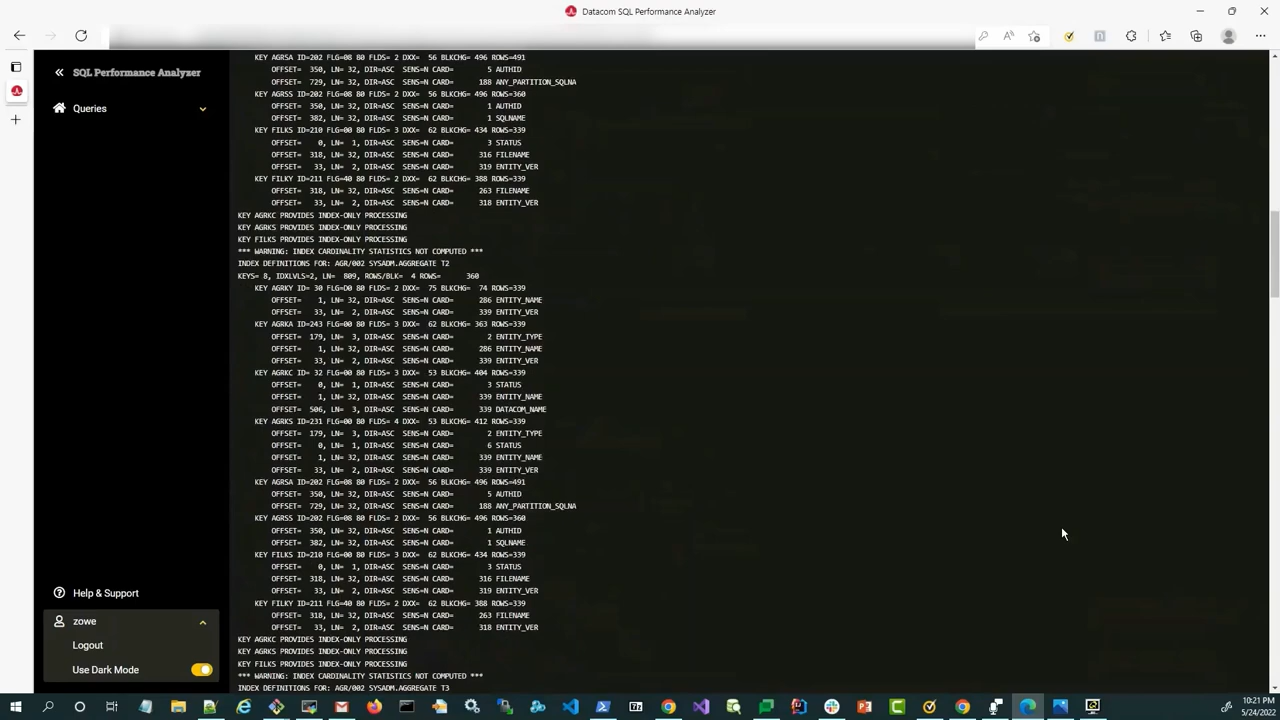 Datacom SQL Performance Analyzer
SQL Performance Analyzer
Queries
KEY AGRSA ID=202 FLG=08 80 FLDS= 2 DXX= 56 BLKCHG= 496 ROWS=491
OFFSET= 350, LN= 32, DIR=ASC SENS=N CARD= 5 AUTHID
OFFSET= 729, LN= 32, DIR=ASC SENS=N CARD= 188 ANY_PARTITION_SQLNA
KEY AGRSS ID=202 FLG=08 80 FLDS= 2 DXX= 56 BLKCHG= 496 ROWS=360
OFFSET= 350, LN= 32, DIR=ASC SENS=N CARD= 1 AUTHID
OFFSET= 382, LN= 32, DIR=ASC SENS=N CARD= 1 SQLNAME
KEY FILKS ID=210 FLG=00 80 FLDS= 3 DXX= 62 BLKCHG= 434 ROWS=339
OFFSET= 0, LN= 1, DIR=ASC SENS=N CARD= 3 STATUS
OFFSET= 318, LN= 32, DIR=ASC SENS=N CARD= 316 FILENAME
OFFSET= 33, LN= 2, DIR=ASC SENS=N CARD= 319 ENTITY_VER
KEY FILKY ID=211 FLG=40 80 FLDS= 2 DXX= 62 BLKCHG= 388 ROWS=339
OFFSET= 318, LN= 32, DIR=ASC SENS=N CARD= 263 FILENAME
OFFSET= 33, LN= 2, DIR=ASC SENS=N CARD= 318 ENTITY_VER
KEY AGRKC PROVIDES INDEX-ONLY PROCESSING
KEY AGRKS PROVIDES INDEX-ONLY PROCESSING
KEY FILKS PROVIDES INDEX-ONLY PROCESSING
*** WARNING: INDEX CARDINALITY STATISTICS NOT COMPUTED ***
INDEX DEFINITIONS FOR: AGR/002 SYSADM.AGGREGATE T2
KEYS= 8, IDXLVLS=2, LN= 809, ROWS/BLK= 4 ROWS= 360
KEY AGRKY ID= 30 FLG=D0 80 FLDS= 2 DXX= 75 BLKCHG= 74 ROWS=339
OFFSET= 1, LN= 32, DIR=ASC SENS=N CARD= 286 ENTITY_NAME
OFFSET= 33, LN= 2, DIR=ASC SENS=N CARD= 339 ENTITY_VER
KEY AGRKA ID=243 FLG=00 80 FLDS= 3 DXX= 62 BLKCHG= 363 ROWS=339
OFFSET= 179, LN= 3, DIR=ASC SENS=N CARD= 2 ENTITY_TYPE
OFFSET= 1, LN= 32, DIR=ASC SENS=N CARD= 286 ENTITY_NAME
OFFSET= 33, LN= 2, DIR=ASC SENS=N CARD= 339 ENTITY_VER
KEY AGRKC ID= 32 FLG=00 80 FLDS= 3 DXX= 53 BLKCHG= 404 ROWS=339
OFFSET= 0, LN= 1, DIR=ASC SENS=N CARD= 3 STATUS
OFFSET= 1, LN= 32, DIR=ASC SENS=N CARD= 339 ENTITY_NAME
OFFSET= 506, LN= 3, DIR=ASC SENS=N CARD= 339 DATACOM_NAME
KEY AGRKS ID=231 FLG=00 80 FLDS= 4 DXX= 53 BLKCHG= 412 ROWS=339
OFFSET= 179, LN= 3, DIR=ASC SENS=N CARD= 2 ENTITY_TYPE
OFFSET= 0, LN= 1, DIR=ASC SENS=N CARD= 6 STATUS
OFFSET= 1, LN= 32, DIR=ASC SENS=N CARD= 339 ENTITY_NAME
OFFSET= 33, LN= 2, DIR=ASC SENS=N CARD= 339 ENTITY_VER
KEY AGRSA ID=202 FLG=08 80 FLDS= 2 DXX= 56 BLKCHG= 496 ROWS=491
OFFSET= 350, LN= 32, DIR=ASC SENS=N CARD= 5 AUTHID
OFFSET= 729, LN= 32, DIR=ASC SENS=N CARD= 188 ANY_PARTITION_SQLNA
KEY AGRSS ID=202 FLG=08 80 FLDS= 2 DXX= 56 BLKCHG= 496 ROWS=360
OFFSET= 350, LN= 32, DIR=ASC SENS=N CARD= 1 AUTHID
OFFSET= 382, LN= 32, DIR=ASC SENS=N CARD= 1 SQLNAME
KEY FILKS ID=210 FLG=00 80 FLDS= 3 DXX= 62 BLKCHG= 434 ROWS=339
OFFSET= 0, LN= 1, DIR=ASC SENS=N CARD= 3 STATUS
OFFSET= 318, LN= 32, DIR=ASC SENS=N CARD= 316 FILENAME
OFFSET= 33, LN= 2, DIR=ASC SENS=N CARD= 319 ENTITY_VER
KEY FILKY ID=211 FLG=40 80 FLDS= 2 DXX= 62 BLKCHG= 388 ROWS=339
OFFSET= 318, LN= 32, DIR=ASC SENS=N CARD= 263 FILENAME
OFFSET= 33, LN= 2, DIR=ASC SENS=N CARD= 318 ENTITY_VER
KEY AGRKC PROVIDES INDEX-ONLY PROCESSING
KEY AGRKS PROVIDES INDEX-ONLY PROCESSING
KEY FILKS PROVIDES INDEX-ONLY PROCESSING
*** WARNING: INDEX CARDINALITY STATISTICS NOT COMPUTED ***
INDEX DEFINITIONS FOR: AGR/002 SYSADM.AGGREGATE T3
Help & Support
zowe
Logout
Use Dark Mode
10:21 PM
5/24/2022